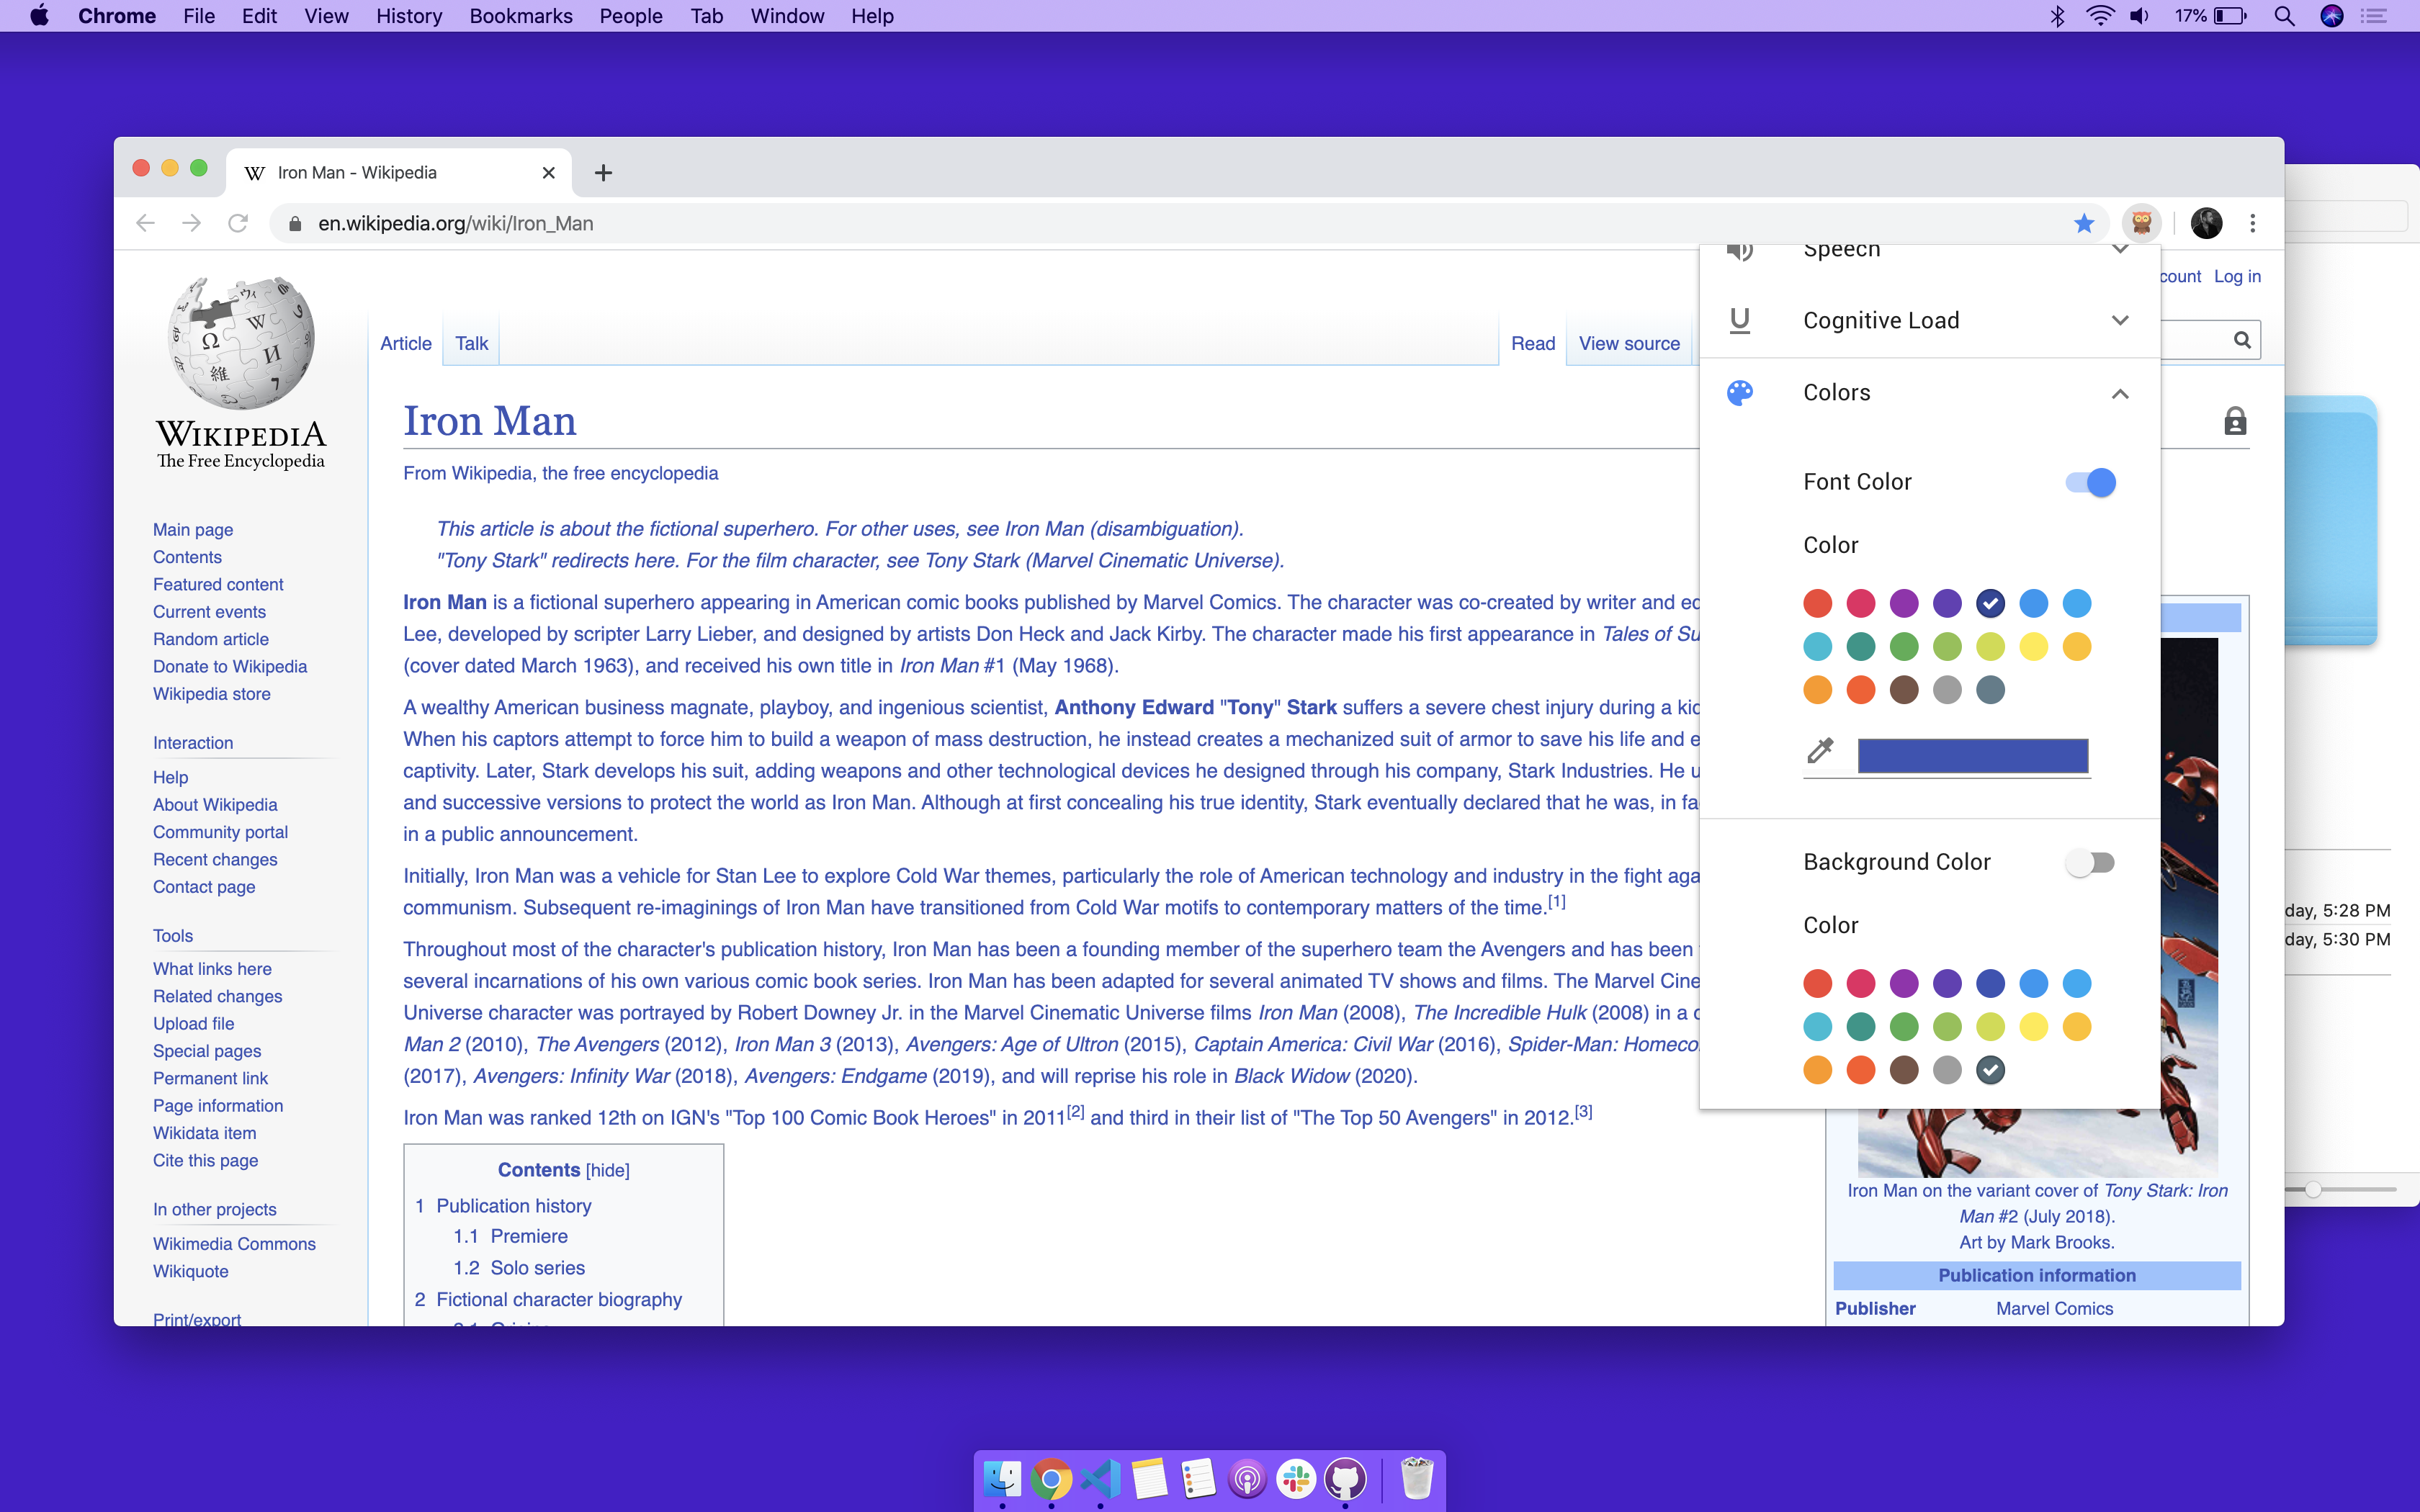 Chrome File Edit View History Bookmarks People Tab Window Help
17%
Iron Man - Wikipedia
en.wikipedia.org/wiki/Iron_Man
WIKIPEDIA
The Free Encyclopedia
Main page
Contents
Featured content
Current events
Random article
Donate to Wikipedia
Wikipedia store
Interaction
Help
About Wikipedia
Community portal
Recent changes
Contact page
Tools
What links here
Related changes
Upload file
Special pages
Permanent link
Page information
Wikidata item
Cite this page
In other projects
Wikimedia Commons
Wikiquote
Print/export
count Log in
Article Talk
Read View source
Iron Man
From Wikipedia, the free encyclopedia
This article is about the fictional superhero. For other uses, see Iron Man (disambiguation).
"Tony Stark" redirects here. For the film character, see Tony Stark (Marvel Cinematic Universe).
Iron Man is a fictional superhero appearing in American comic books published by Marvel Comics. The character was co-created by writer and ed
Lee, developed by scripter Larry Lieber, and designed by artists Don Heck and Jack Kirby. The character made his first appearance in Tales of Su
(cover dated March 1963), and received his own title in Iron Man #1 (May 1968).
A wealthy American business magnate, playboy, and ingenious scientist, Anthony Edward "Tony" Stark suffers a severe chest injury during a kid
When his captors attempt to force him to build a weapon of mass destruction, he instead creates a mechanized suit of armor to save his life and e
captivity. Later, Stark develops his suit, adding weapons and other technological devices he designed through his company, Stark Industries. He u
and successive versions to protect the world as Iron Man. Although at first concealing his true identity, Stark eventually declared that he was, in fa
in a public announcement.
Initially, Iron Man was a vehicle for Stan Lee to explore Cold War themes, particularly the role of American technology and industry in the fight aga
communism. Subsequent re-imaginings of Iron Man have transitioned from Cold War motifs to contemporary matters of the time.[1]
Throughout most of the character's publication history, Iron Man has been a founding member of the superhero team the Avengers and has been
several incarnations of his own various comic book series. Iron Man has been adapted for several animated TV shows and films. The Marvel Cine
Universe character was portrayed by Robert Downey Jr. in the Marvel Cinematic Universe films Iron Man (2008), The Incredible Hulk (2008) in a c
Man 2 (2010), The Avengers (2012), Iron Man 3 (2013), Avengers: Age of Ultron (2015), Captain America: Civil War (2016), Spider-Man: Homeco
(2017), Avengers: Infinity War (2018), Avengers: Endgame (2019), and will reprise his role in Black Widow (2020).
Iron Man was ranked 12th on IGN's "Top 100 Comic Book Heroes" in 2011[2] and third in their list of "The Top 50 Avengers" in 2012.[3]
Contents [hide]
1 Publication history
1.1 Premiere
1.2 Solo series
2 Fictional character biography
Speech
Cognitive Load
Colors
Font Color
Color
Background Color
Color
Iron Man on the variant cover of Tony Stark: Iron
Man #2 (July 2018).
Art by Mark Brooks.
Publication information
Publisher Marvel Comics
day, 5:28 PM
day, 5:30 PM